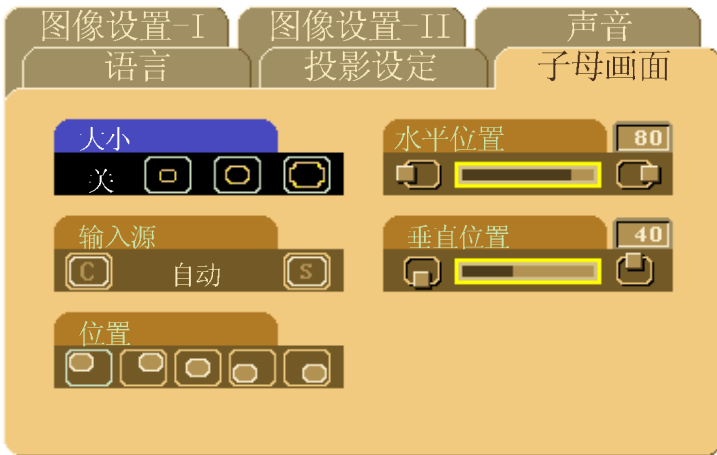 图像设置-I 图像设置-II 声音
语言 投影设定 子母画面
大小
关
水平位置 80
输入源
C 自动 S
垂直位置 40
位置